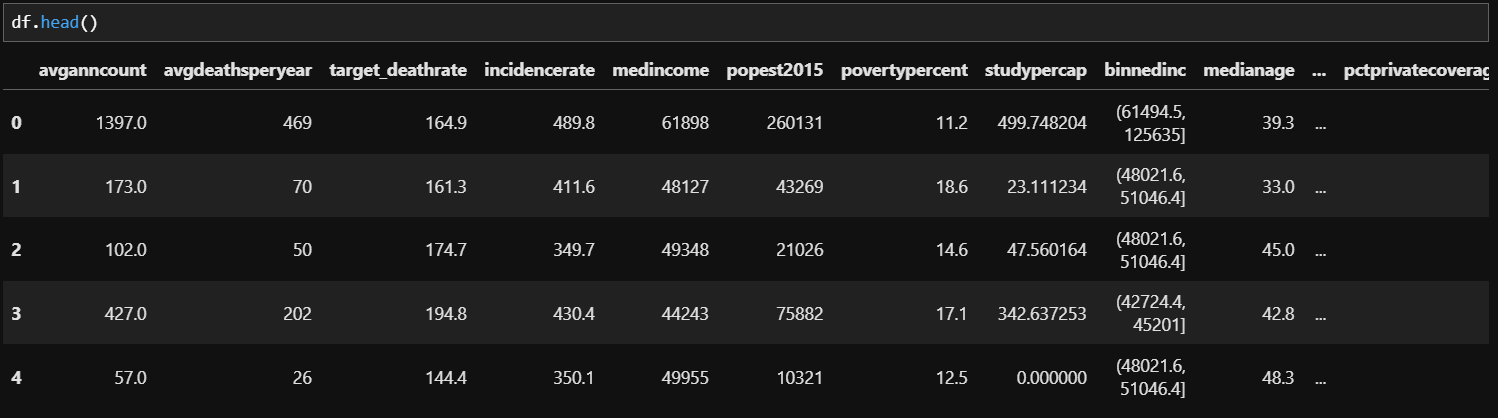 df.head()
avganncount avgdeathsperyear target_deathrate incidencerate medincome popest2015 povertypercent studypercap binnedinc medianage ... pctprivatecoverag
0 1397.0 469 164.9 489.8 61898 260131 11.2 499.748204 (61494.5, 125635] 39.3 ...
1 173.0 70 161.3 411.6 48127 43269 18.6 23.111234 (48021.6, 51046.4] 33.0 ...
2 102.0 50 174.7 349.7 49348 21026 14.6 47.560164 (48021.6, 51046.4] 45.0 ...
3 427.0 202 194.8 430.4 44243 75882 17.1 342.637253 (42724.4, 45201] 42.8 ...
4 57.0 26 144.4 350.1 49955 10321 12.5 0.000000 (48021.6, 51046.4] 48.3 ...